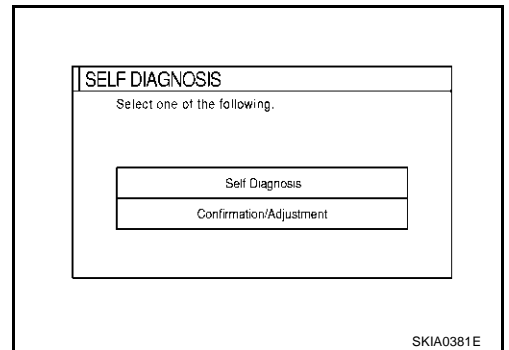 SELF DIAGNOSIS
Select one of the following.
Self Diagnosis
Confirmation/Adjustment
SKIA0381E